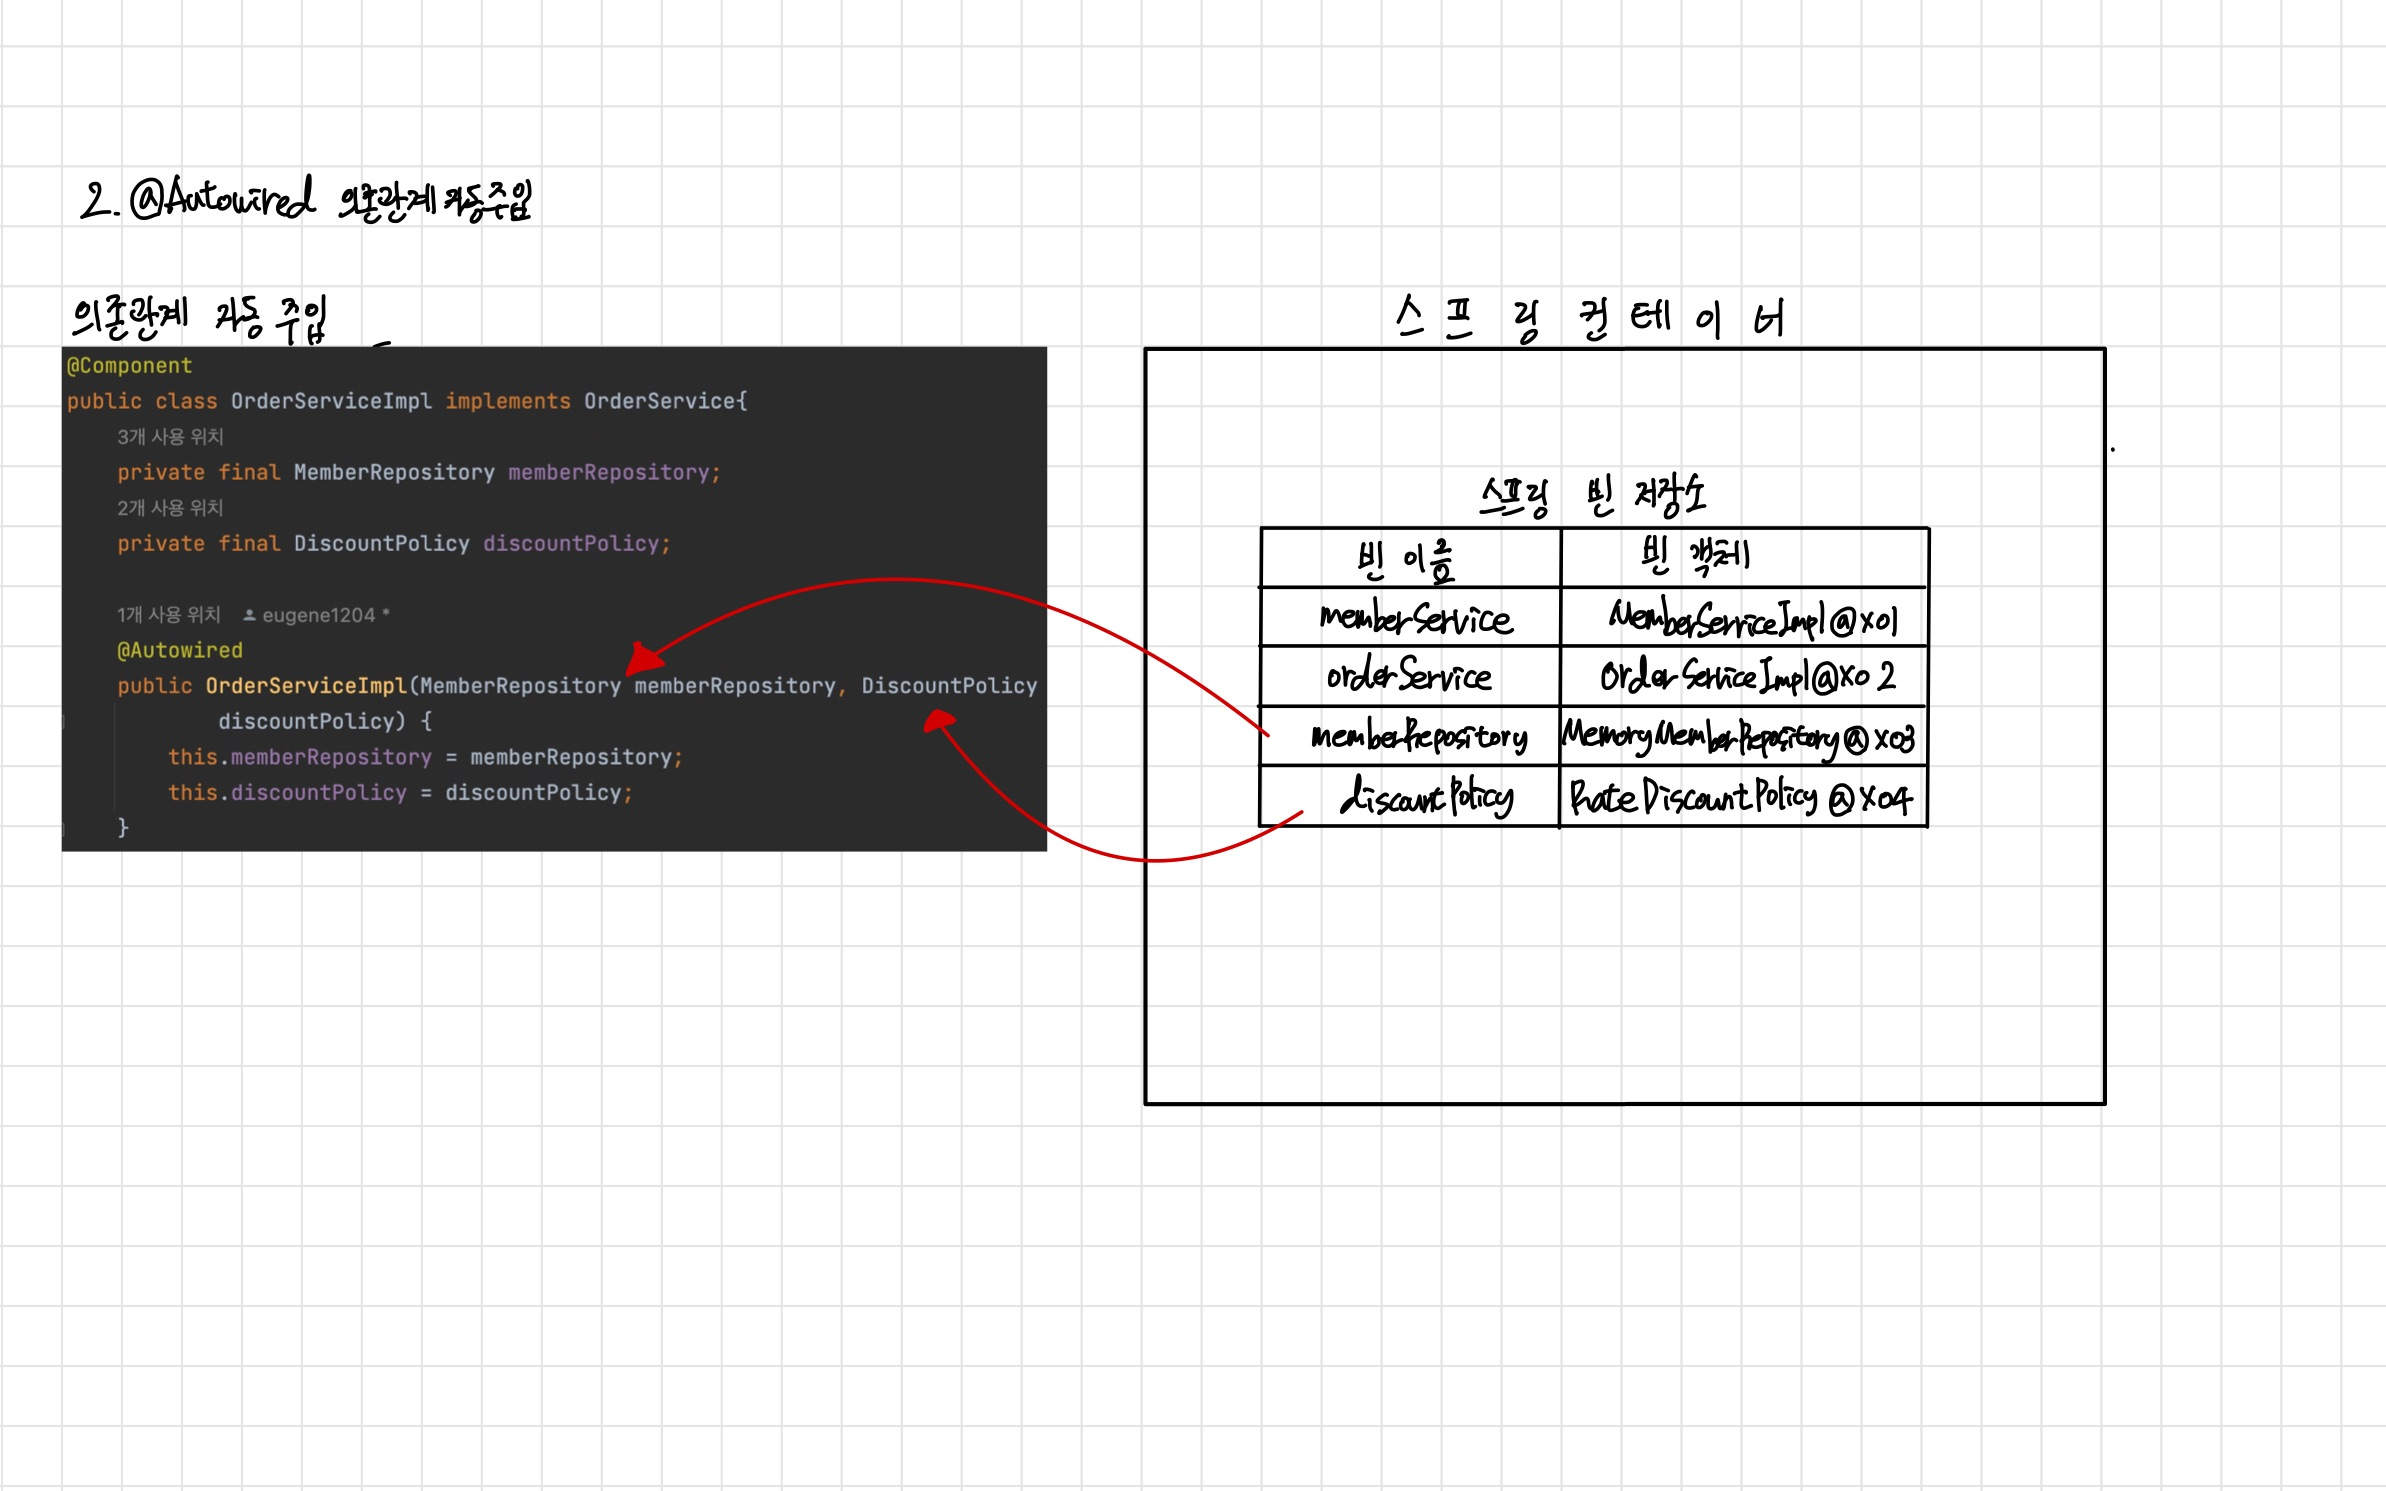 2. @Autowired 의존관계 자동주입
의존관계 자동 주입
@Component
public class OrderServiceImpl implements OrderService{
3개 사용 위치
private final MemberRepository memberRepository;
2개 사용 위치
private final DiscountPolicy discountPolicy;
1개 사용 위치 eugene1204 *
@Autowired
public OrderServiceImpl(MemberRepository memberRepository, DiscountPolicy
discountPolicy) {
this.memberRepository = memberRepository;
this.discountPolicy = discountPolicy;
}
스프링 컨테이너
스프링 빈 저장소
빈 이름 빈 객체
memberService MemberServiceImpl@x01
orderService OrderServiceImpl@x02
memberRepository MemoryMemberRepository@x03
discountPolicy RateDiscountPolicy@x04